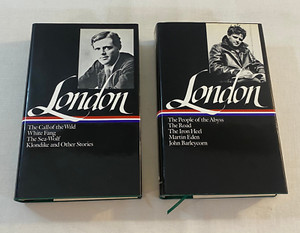 London
The Call of the Wild
White Fang
The Sea-Wolf
Klondike and Other Stories
London
The People of the Abyss
The Road
The Iron Heel
Martin Eden
John Barleycorn